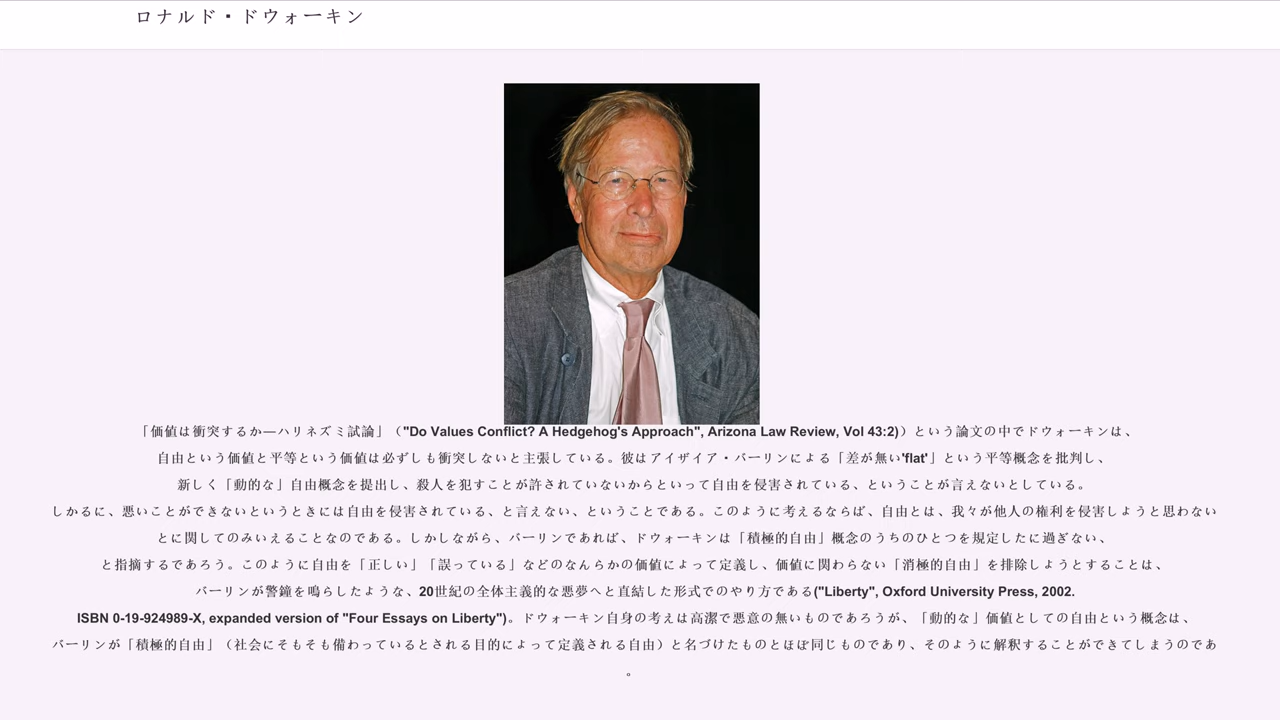 ロナルド・ドウォーキン
「価値は衝突するか―ハリネズミ試論」（"Do Values Conflict? A Hedgehog's Approach", Arizona Law Review, Vol 43:2)）という論文の中でドウォーキンは、
自由という価値と平等という価値は必ずしも衝突しないと主張している。彼はアイザイア・バーリンによる「差が無い'flat'」という平等概念を批判し、
新しく「動的な」自由概念を提出し、殺人を犯すことが許されていないからといって自由を侵害されている、ということが言えないとしている。
しかるに、悪いことができないというときには自由を侵害されている、と言えない、ということである。このように考えるならば、自由とは、我々が他人の権利を侵害しようと思わない
とに関してのみいえることなのである。しかしながら、バーリンであれば、ドウォーキンは「積極的自由」概念のうちのひとつを規定したに過ぎない、
と指摘するであろう。このように自由を「正しい」「誤っている」などのなんらかの価値によって定義し、価値に関わらない「消極的自由」を排除しようとすることは、
バーリンが警鐘を鳴らしたような、20世紀の全体主義的な悪夢へと直結した形式でのやり方である("Liberty", Oxford University Press, 2002.
ISBN 0-19-924989-X, expanded version of "Four Essays on Liberty")。ドウォーキン自身の考えは高潔で悪意の無いものであろうが、「動的な」価値としての自由という概念は、
バーリンが「積極的自由」（社会にそもそも備わっているとされる目的によって定義される自由）と名づけたものとほぼ同じものであり、そのように解釈することができてしまうのであ
。